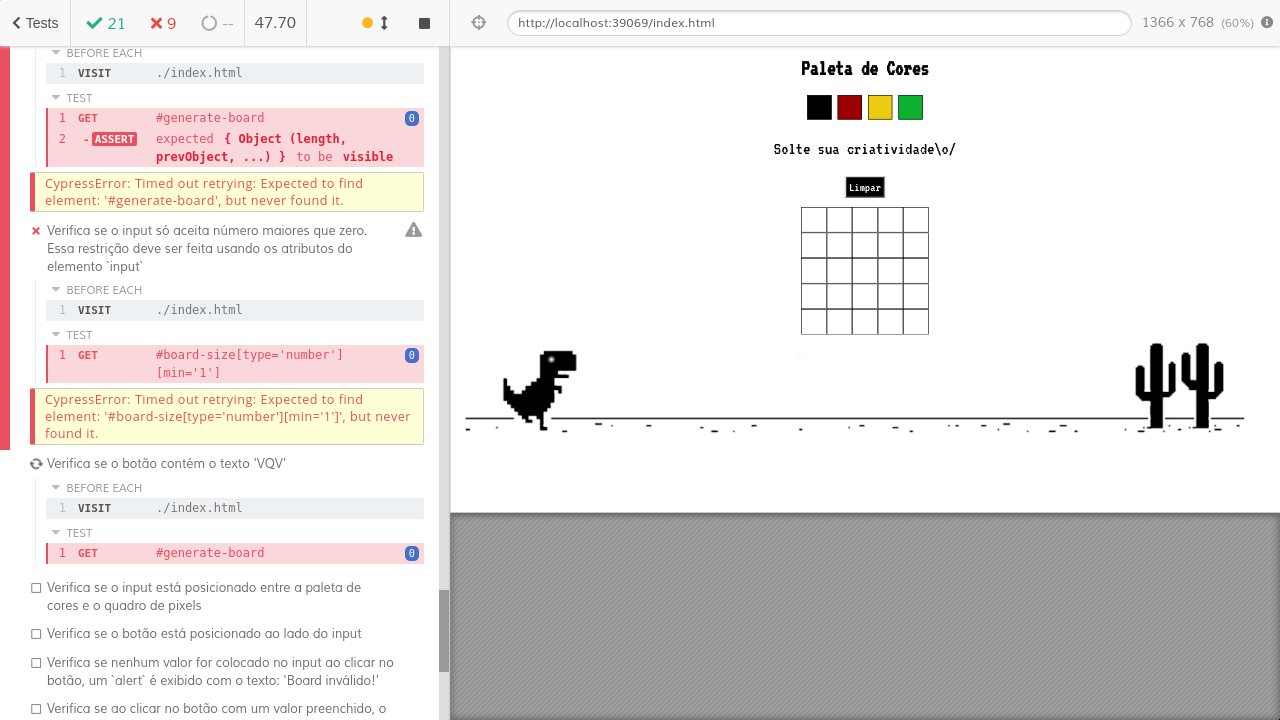 Tests
21
9
--
47.70
http://localhost:39069/index.html
1366 x 768 (60%)
BEFORE EACH
1 VISIT ./index.html
TEST
1 GET #generate-board 0
2 -ASSERT expected { Object (length,
prevObject, ...) } to be visible
CypressError: Timed out retrying: Expected to find
element: '#generate-board', but never found it.
Verifica se o input só aceita número maiores que zero.
Essa restrição deve ser feita usando os atributos do
elemento `input`
BEFORE EACH
1 VISIT ./index.html
TEST
1 GET #board-size[type='number'] 0
[min='1']
CypressError: Timed out retrying: Expected to find
element: '#board-size[type='number'][min='1']', but never
found it.
Verifica se o botão contém o texto 'VQV'
BEFORE EACH
1 VISIT ./index.html
TEST
1 GET #generate-board 0
Verifica se o input está posicionado entre a paleta de
cores e o quadro de pixels
Verifica se o botão está posicionado ao lado do input
Verifica se nenhum valor for colocado no input ao clicar no
botão, um `alert` é exibido com o texto: 'Board inválido!'
Verifica se ao clicar no botão com um valor preenchido, o
Paleta de Cores
Solte sua criatividade\o/
Limpar